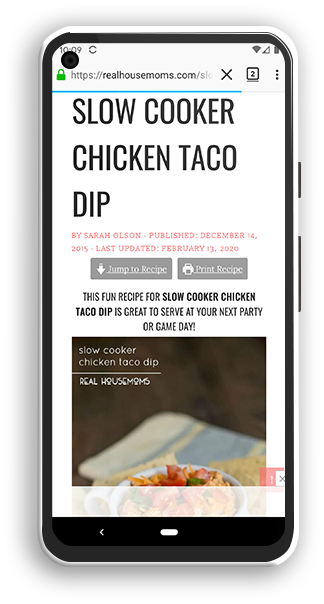 10:09
https://realhousemoms.com/slo
2
SLOW COOKER
CHICKEN TACO
DIP
BY SARAH OLSON · PUBLISHED: DECEMBER 14,
2015 · LAST UPDATED: FEBRUARY 13, 2020
Jump to Recipe
Print Recipe
THIS FUN RECIPE FOR SLOW COOKER CHICKEN
TACO DIP IS GREAT TO SERVE AT YOUR NEXT PARTY
OR GAME DAY!
slow cooker
chicken taco dip
REAL HOUSEMOMS
1